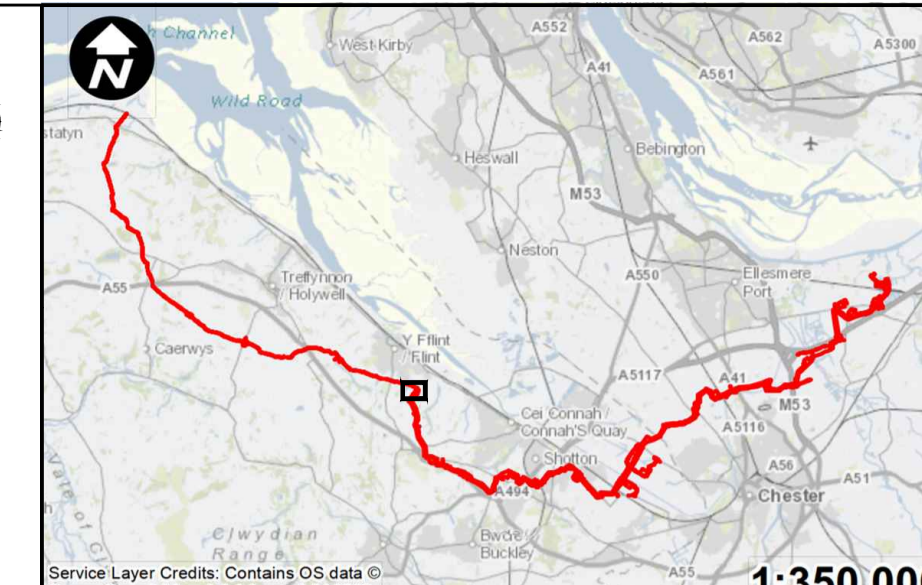 N
h Channel
A552
A562
A5300
West Kirby
A41
A561
Wild Road
statyn
Heswall
Bebington
M53
Neston
A550
Ellesmere
Port
Treffynnon
/ Holywell
A55
Y Fflint
/ Flint
Caerwys
A5117
A41
M53
Cei Connah /
Connah'S Quay
A5116
Shotton
A56
A51
A494
Chester
Clwydian
Range
Buckley
A55
Service Layer Credits: Contains OS data ©
1:350,00